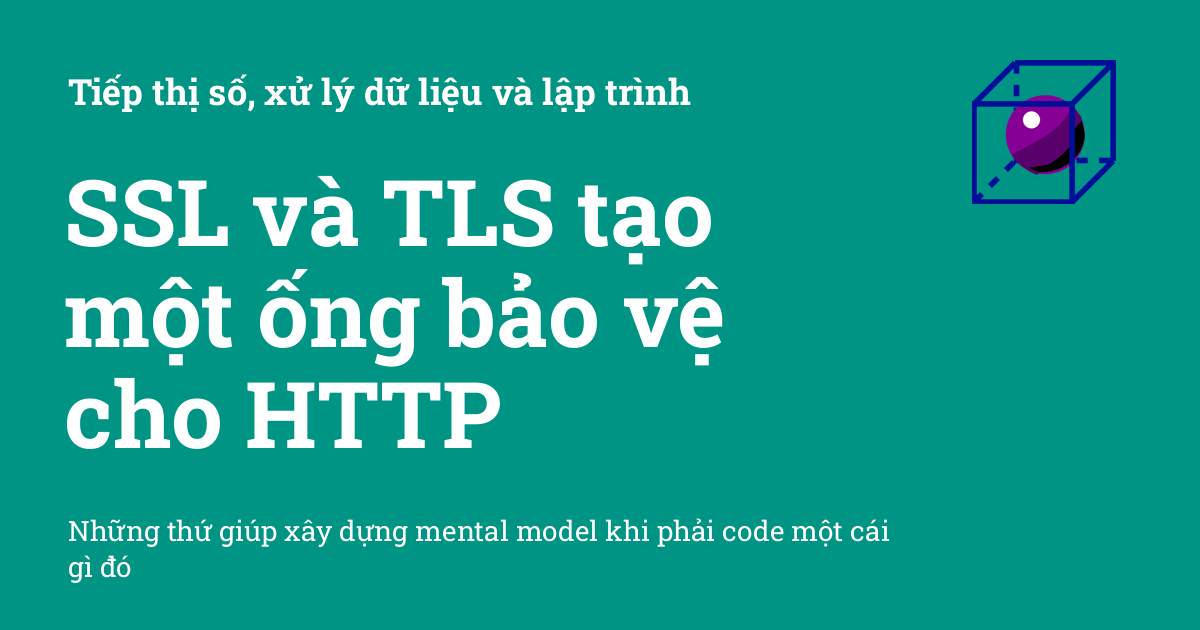 Tiếp thị số, xử lý dữ liệu và lập trình
SSL và TLS tạo
một ống bảo vệ
cho HTTP
Những thứ giúp xây dựng mental model khi phải code một cái
gì đó